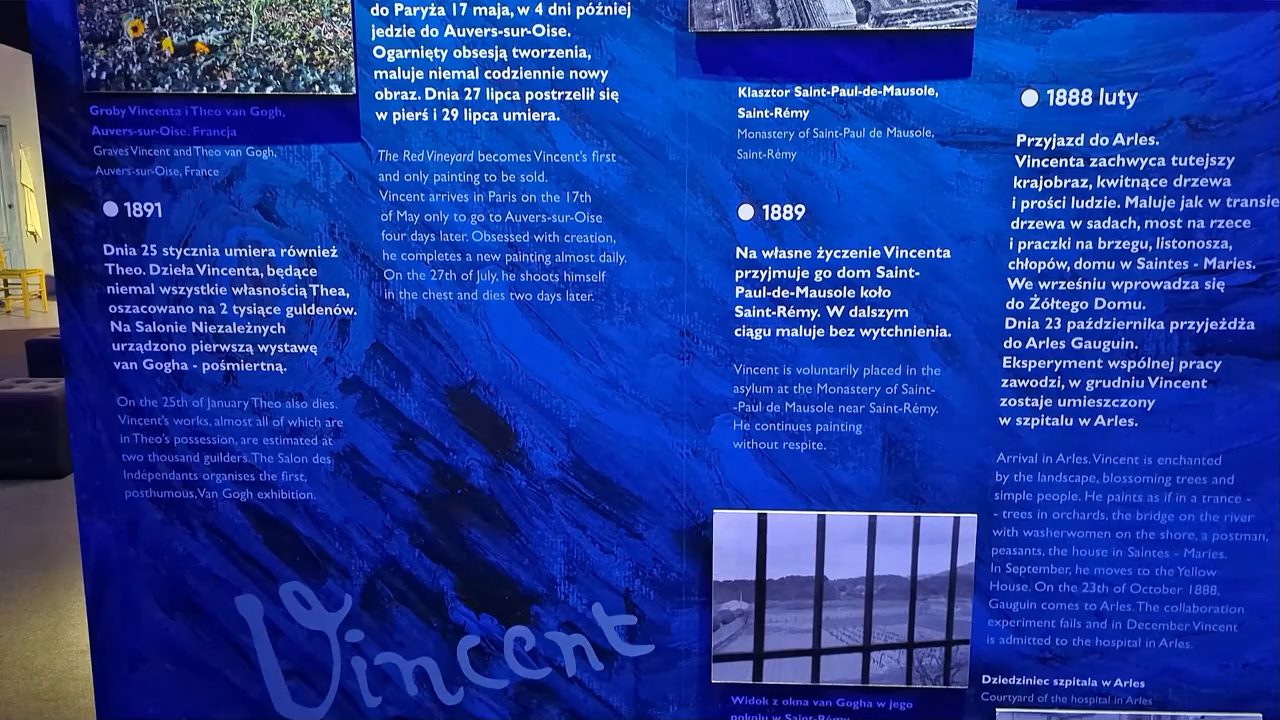 Groby Vincenta i Theo van Gogh,
Auvers-sur-Oise. Francja
Graves Vincent and Theo van Gogh,
Auvers-sur-Oise, France
1891
Dnia 25 stycznia umiera również
Theo. Dzieła Vincenta, będące
niemal wszystkie własnością Thea,
oszacowano na 2 tysiące guldenów.
Na Salonie Niezależnych
urządzono pierwszą wystawę
van Gogha - pośmiertną.
On the 25th of January Theo also dies.
Vincent's works, almost all of which are
in Theo's possession, are estimated at
two thousand guilders. The Salon des
Indépendants organises the first,
posthumous, Van Gogh exhibition.
do Paryża 17 maja, w 4 dni później
jedzie do Auvers-sur-Oise.
Ogarnięty obsesją tworzenia,
maluje niemal codziennie nowy
obraz. Dnia 27 lipca postrzelił się
w pierś i 29 lipca umiera.
The Red Vineyard becomes Vincent's first
and only painting to be sold.
Vincent arrives in Paris on the 17th
of May only to go to Auvers-sur-Oise
four days later. Obsessed with creation,
he completes a new painting almost daily.
On the 27th of July, he shoots himself
in the chest and dies two days later.
Vincent
Klasztor Saint-Paul-de-Mausole,
Saint-Rémy
Monastery of Saint-Paul de Mausole,
Saint-Rémy
1889
Na własne życzenie Vincenta
przyjmuje go dom Saint-
Paul-de-Mausole koło
Saint-Rémy. W dalszym
ciągu maluje bez wytchnienia.
Vincent is voluntarily placed in the
asylum at the Monastery of Saint-
-Paul de Mausole near Saint-Rémy.
He continues painting
without respite.
Widok z okna van Gogha w jego
pokoju w Saint-Rémy
1888 luty
Przyjazd do Arles.
Vincenta zachwyca tutejszy
krajobraz, kwitnące drzewa
i prości ludzie. Maluje jak w transie
drzewa w sadach, most na rzece
i praczki na brzegu, listonosza,
chłopów, domu w Saintes - Maries.
We wrześniu wprowadza się
do Żółtego Domu.
Dnia 23 października przyjeżdża
do Arles Gauguin.
Eksperyment wspólnej pracy
zawodzi, w grudniu Vincent
zostaje umieszczony
w szpitalu w Arles.
Arrival in Arles. Vincent is enchanted
by the landscape, blossoming trees and
simple people. He paints as if in a trance -
- trees in orchards, the bridge on the river
with washerwomen on the shore, a postman,
peasants, the house in Saintes - Maries.
In September, he moves to the Yellow
House. On the 23th of October 1888,
Gauguin comes to Arles. The collaboration
experiment fails and in December Vincent
is admitted to the hospital in Arles.
Dziedziniec szpitala w Arles
Courtyard of the hospital in Arles